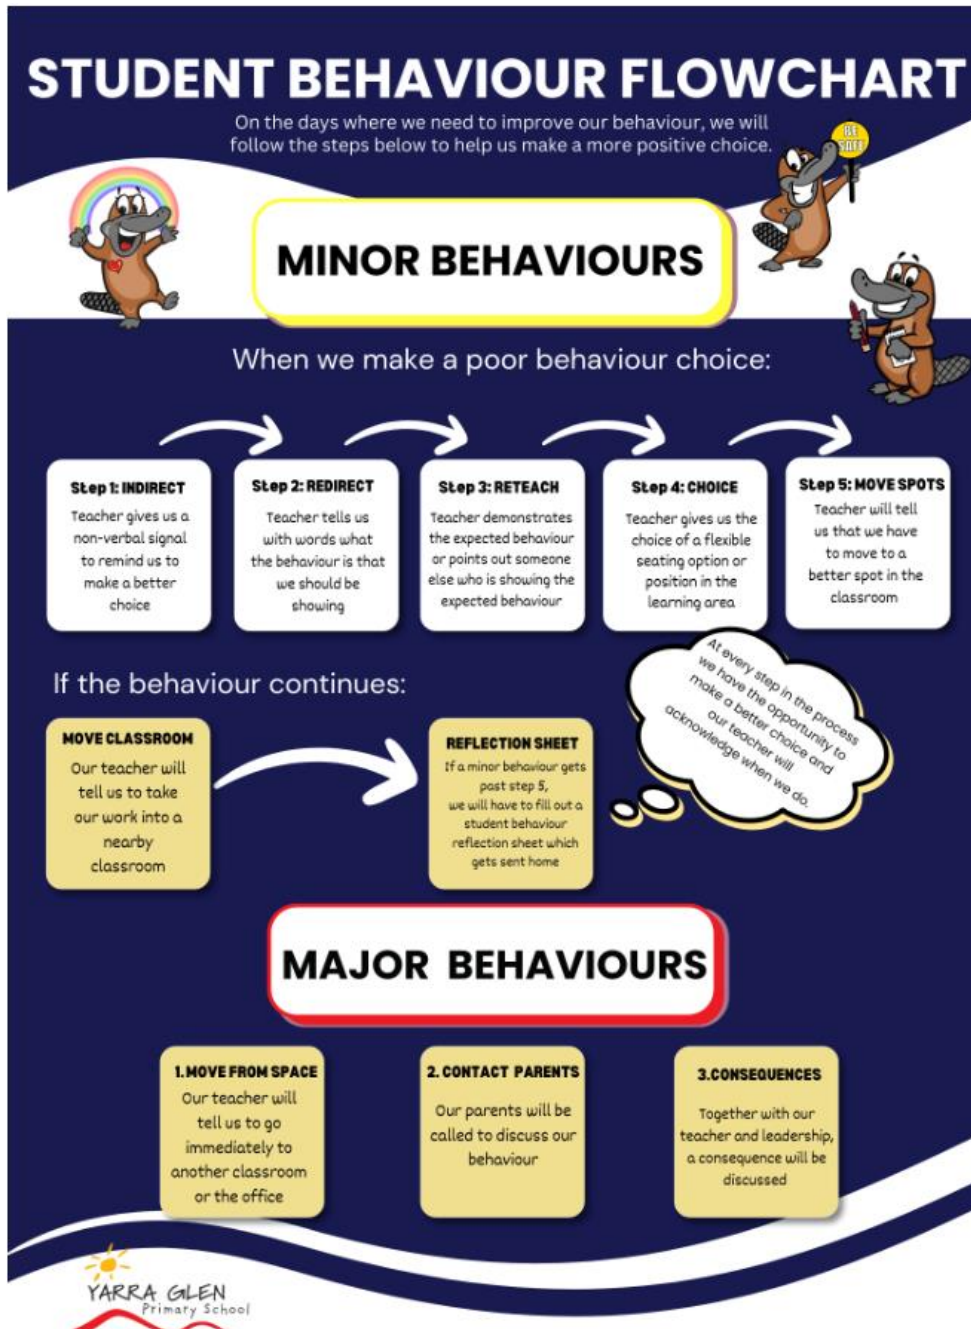 STUDENT BEHAVIOUR FLOWCHART
On the days where we need to improve our behaviour, we will
follow the steps below to help us make a more positive choice.
BE
SAFE
MINOR BEHAVIOURS
When we make a poor behaviour choice:
Step 1: INDIRECT
Teacher gives us a
non-verbal signal
to remind us to
make a better
choice
Step 2: REDIRECT
Teacher tells us
with words what
the behaviour is that
we should be
showing
Step 3: RETEACH
Teacher demonstrates
the expected behaviour
or points out someone
else who is showing the
expected behaviour
Step 4: CHOICE
Teacher gives us the
choice of a flexible
seating option or
position in the
learning area
Step 5: MOVE SPOTS
Teacher will tell
us that we have
to move to a
better spot in the
classroom
At every step in the process
we have the opportunity to
make a better choice and
our teacher will
acknowledge when we do.
If the behaviour continues:
MOVE CLASSROOM
Our teacher will
tell us to take
our work into a
nearby
classroom
REFLECTION SHEET
If a minor behaviour gets
past step 5,
we will have to fill out a
student behaviour
reflection sheet which
gets sent home
MAJOR BEHAVIOURS
1. MOVE FROM SPACE
Our teacher will
tell us to go
immediately to
another classroom
or the office
2. CONTACT PARENTS
Our parents will be
called to discuss our
behaviour
3.CONSEQUENCES
Together with our
teacher and leadership,
a consequence will be
discussed
YARRA GLEN
Primary School